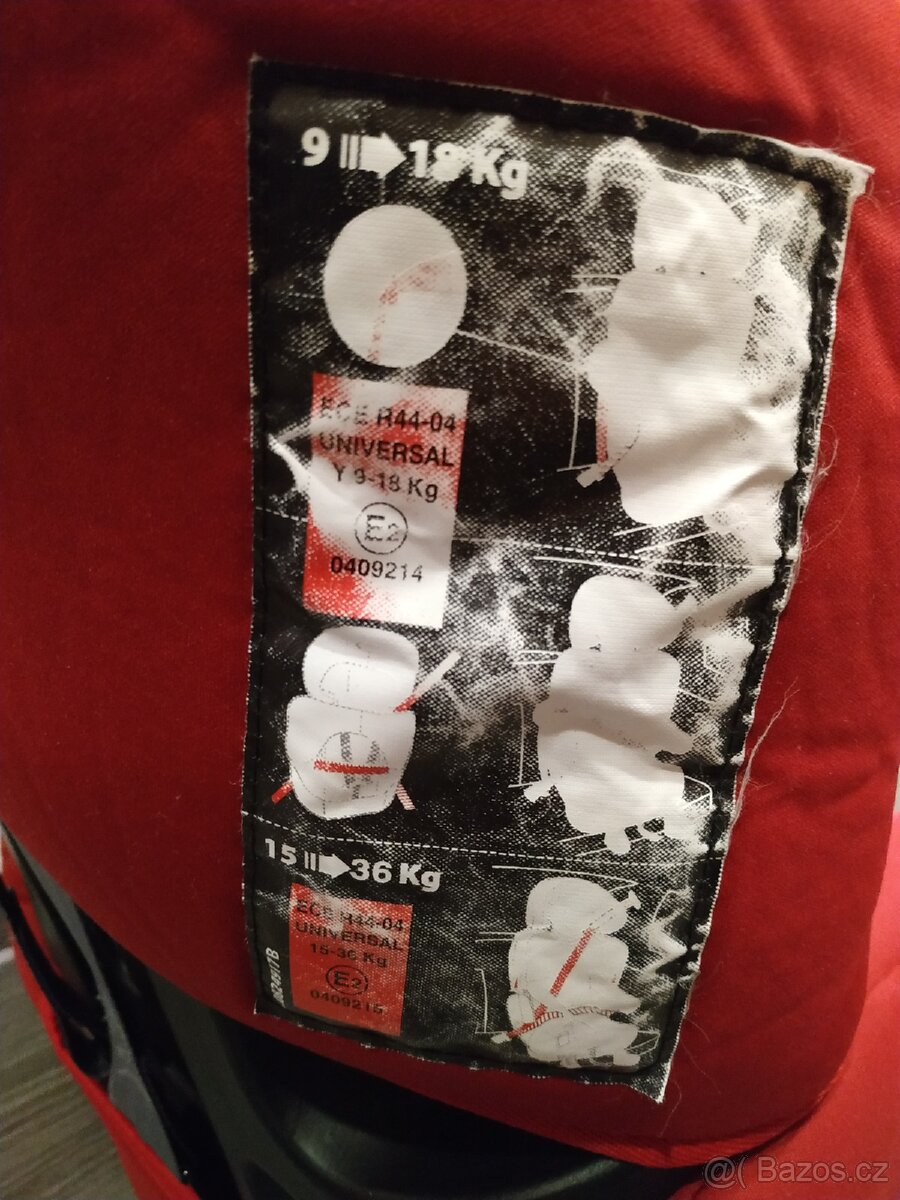 9 18 Kg
ECE R44-04
UNIVERSAL
Y 9-18 Kg
E2
0409214
15 36 Kg
ECE R44-04
UNIVERSAL
15-36 Kg
E2
0409215
@( Bazos.cz